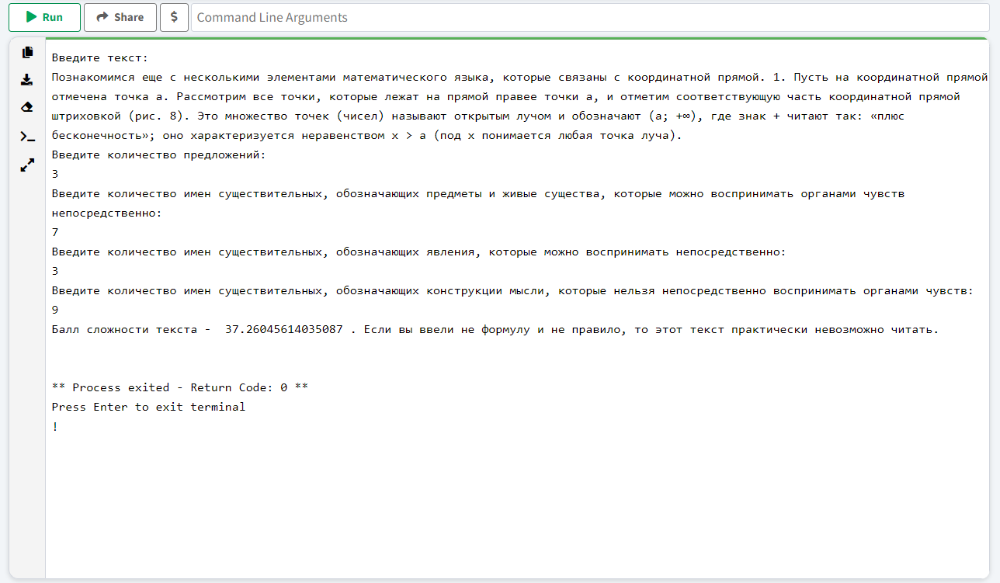 Run
Share
$
Command Line Arguments
Введите текст:
Познакомимся еще с несколькими элементами математического языка, которые связаны с координатной прямой. 1. Пусть на координатной прямой
отмечена точка а. Рассмотрим все точки, которые лежат на прямой правее точки а, и отметим соответствующую часть координатной прямой
штриховкой (рис. 8). Это множество точек (чисел) называют открытым лучом и обозначают (а; +∞), где знак + читают так: «плюс
бесконечность»; оно характеризуется неравенством х > а (под х понимается любая точка луча).
Введите количество предложений:
3
Введите количество имен существительных, обозначающих предметы и живые существа, которые можно воспринимать органами чувств
непосредственно:
7
Введите количество имен существительных, обозначающих явления, которые можно воспринимать непосредственно:
3
Введите количество имен существительных, обозначающих конструкции мысли, которые нельзя непосредственно воспринимать органами чувств:
9
Балл сложности текста -  37.26045614035087 . Если вы ввели не формулу и не правило, то этот текст практически невозможно читать.
** Process exited - Return Code: 0 **
Press Enter to exit terminal
!